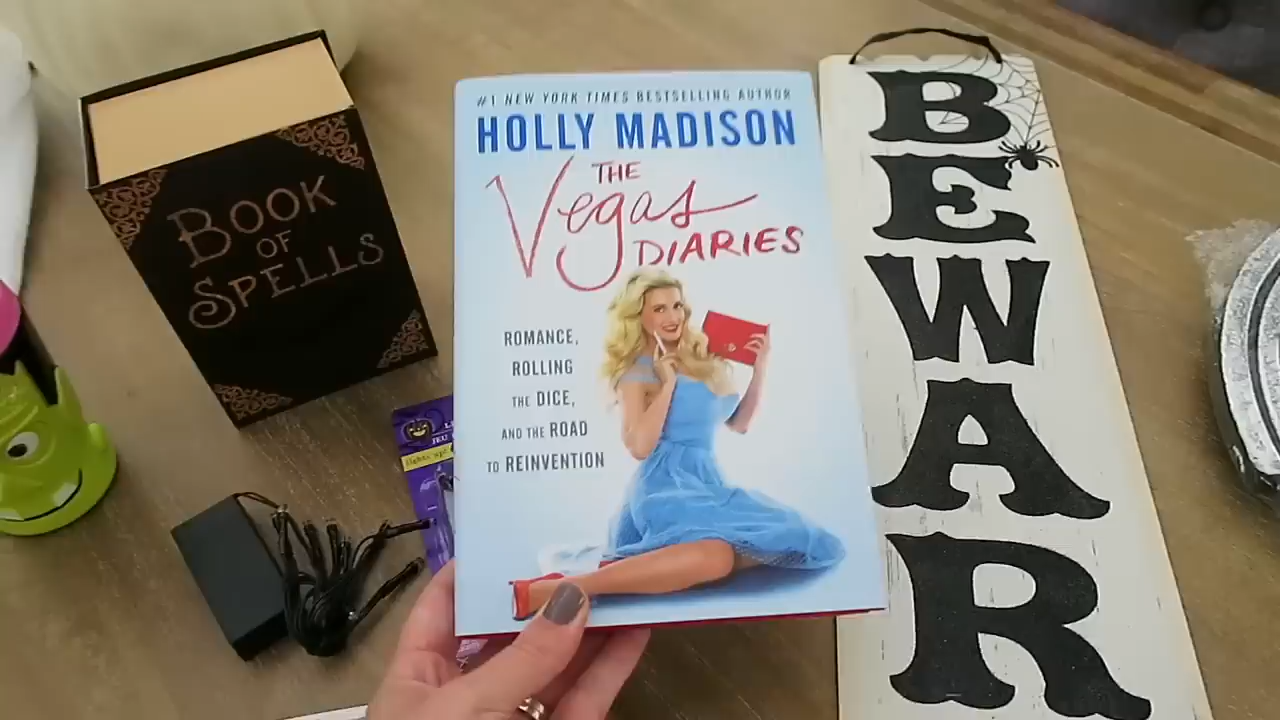 BOOK
OF
SPELLS
#1 NEW YORK TIMES BESTSELLING AUTHOR
HOLLY MADISON
THE
Vegas
DIARIES
ROMANCE,
ROLLING
THE DICE,
AND THE ROAD
TO REINVENTION
BEWAR